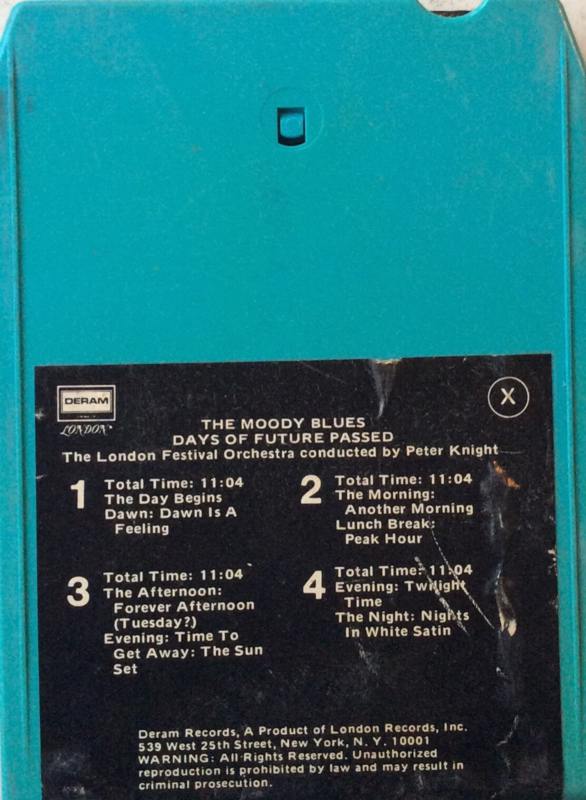 DERAM
LONDON
X
THE MOODY BLUES
DAYS OF FUTURE PASSED
The London Festival Orchestra conducted by Peter Knight
1 Total Time: 11:04
The Day Begins
Dawn: Dawn Is A
Feeling
2 Total Time: 11:04
The Morning:
Another Morning
Lunch Break:
Peak Hour
3 Total Time: 11:04
The Afternoon:
Forever Afternoon
(Tuesday?)
Evening: Time To
Get Away: The Sun
Set
4 Total Time: 11:04
Evening: Twilight
Time
The Night: Nights
In White Satin
Deram Records, A Product of London Records, Inc.
539 West 25th Street, New York, N. Y. 10001
WARNING: All Rights Reserved. Unauthorized
reproduction is prohibited by law and may result in
criminal prosecution.